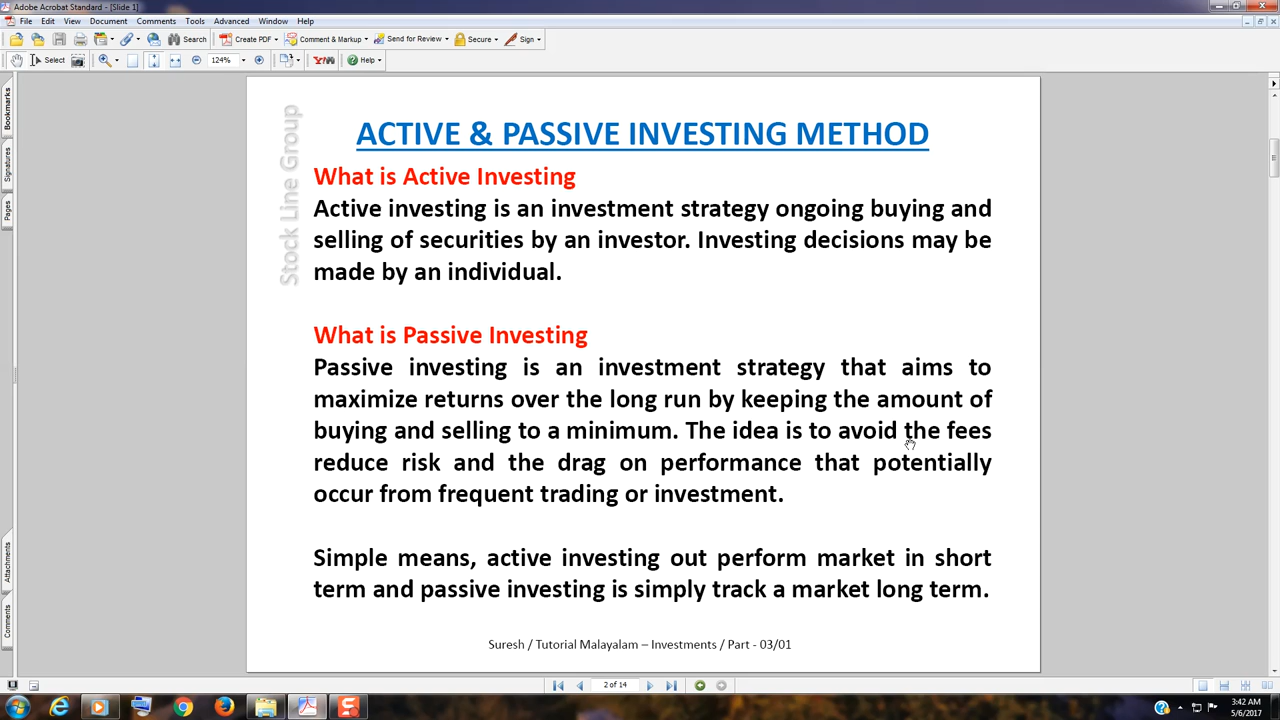 Adobe Acrobat Standard - [Slide 1]
File Edit View Document Comments Tools Advanced Window Help
Search Create PDF Comment & Markup Send for Review Secure Sign
Select 124% Y! Help
Bookmarks
Signatures
Pages
Attachments
Comments
Stock Line Group
ACTIVE & PASSIVE INVESTING METHOD
What is Active Investing
Active investing is an investment strategy ongoing buying and
selling of securities by an investor. Investing decisions may be
made by an individual.
What is Passive Investing
Passive investing is an investment strategy that aims to
maximize returns over the long run by keeping the amount of
buying and selling to a minimum. The idea is to avoid the fees
reduce risk and the drag on performance that potentially
occur from frequent trading or investment.
Simple means, active investing out perform market in short
term and passive investing is simply track a market long term.
Suresh / Tutorial Malayalam – Investments / Part - 03/01
2 of 14
3:42 AM
5/6/2017